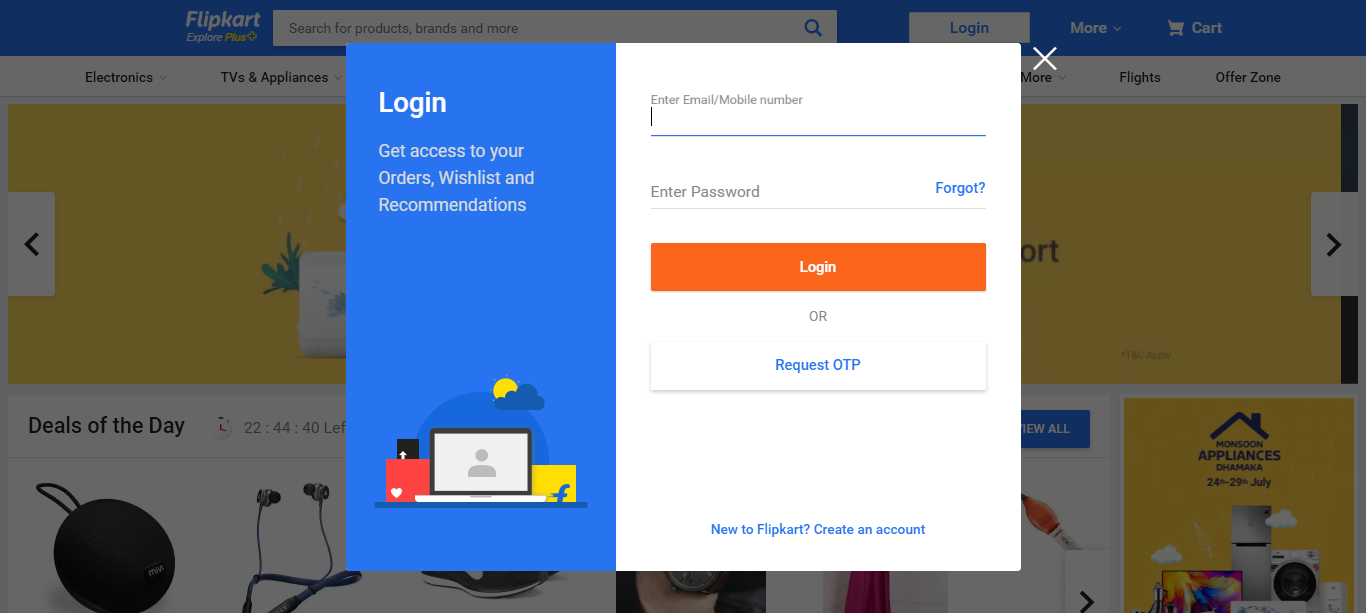 Flipkart
Explore Plus
Search for products, brands and more
Login
More
Cart
Electronics
TVs & Appliances
More
Flights
Offer Zone
Login
Get access to your
Orders, Wishlist and
Recommendations
Enter Email/Mobile number
Enter Password
Forgot?
Login
OR
Request OTP
New to Flipkart? Create an account
ort
*T&C Apply
Deals of the Day
22 : 44 : 40 Lef
VIEW ALL
MONSOON
APPLIANCES
DHAMAKA
24th-29th July
mivi